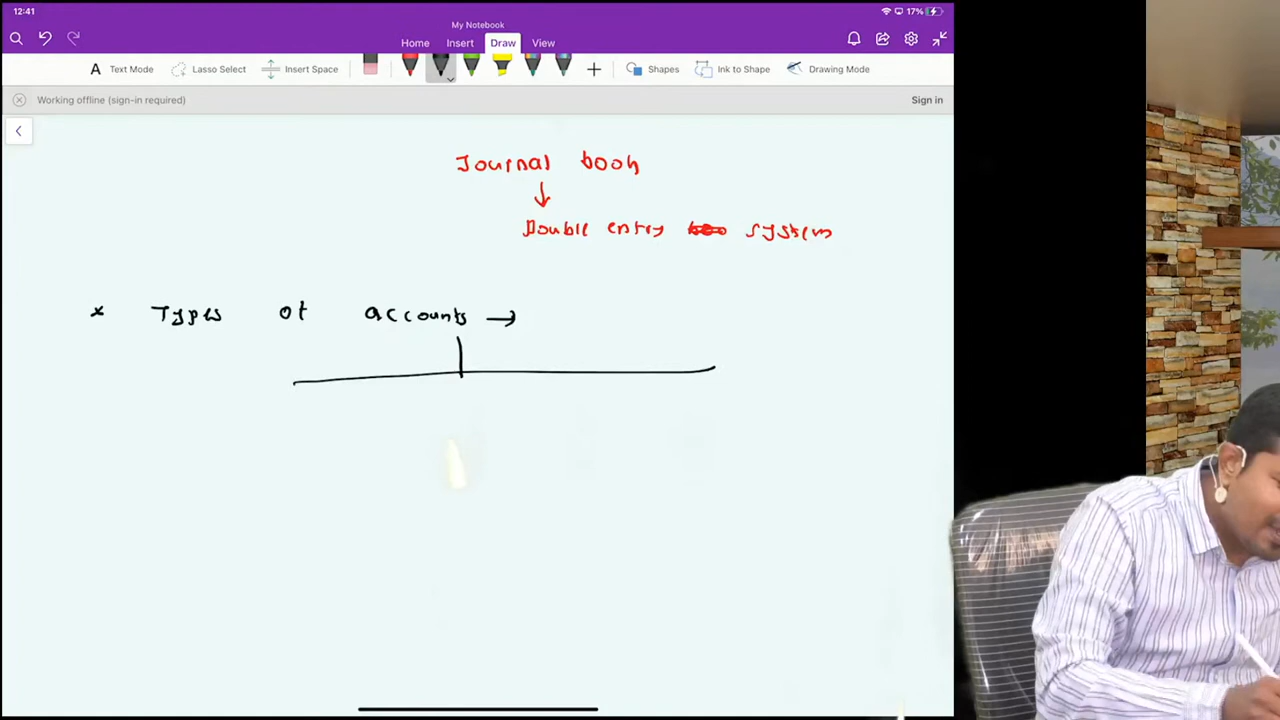 12:41
17%
My Notebook
Home Insert Draw View
Text Mode Lasso Select Insert Space Shapes Ink to Shape Drawing Mode
Working offline (sign-in required) Sign in
Journal book
Double entry system
* Types of accounts →